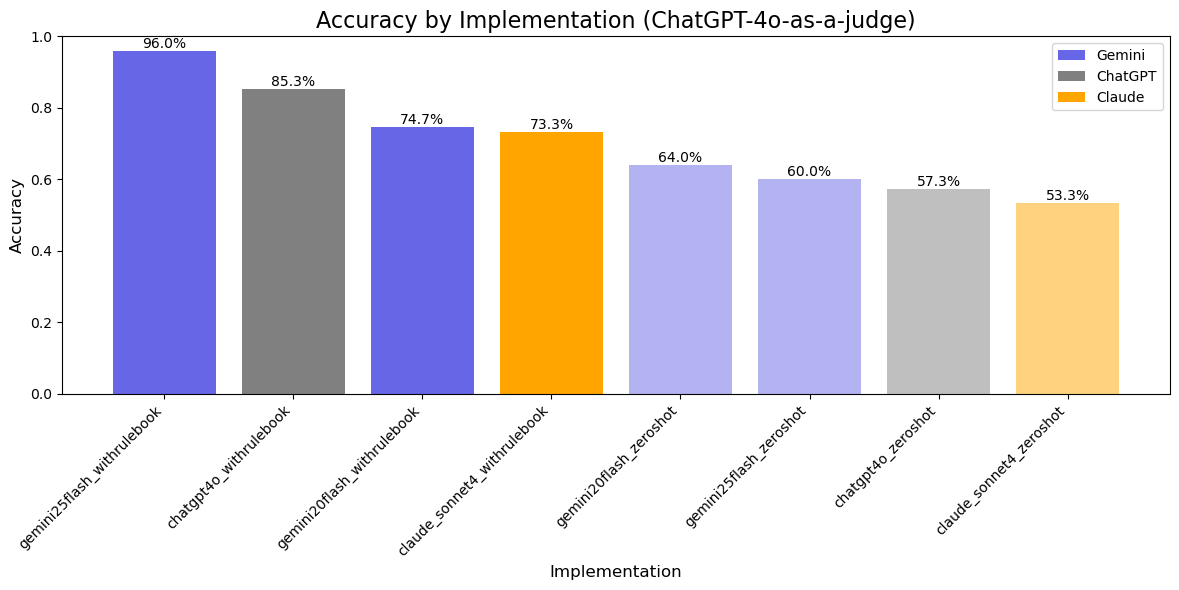 Accuracy by Implementation (ChatGPT-4o-as-a-judge)
Accuracy
1.0
0.8
0.6
0.4
0.2
0.0
96.0%
85.3%
74.7%
73.3%
64.0%
60.0%
57.3%
53.3%
Gemini
ChatGPT
Claude
gemini25flash_withrulebook
chatgpt4o_withrulebook
gemini20flash_withrulebook
claude_sonnet4_withrulebook
gemini20flash_zeroshot
gemini25flash_zeroshot
chatgpt4o_zeroshot
claude_sonnet4_zeroshot
Implementation